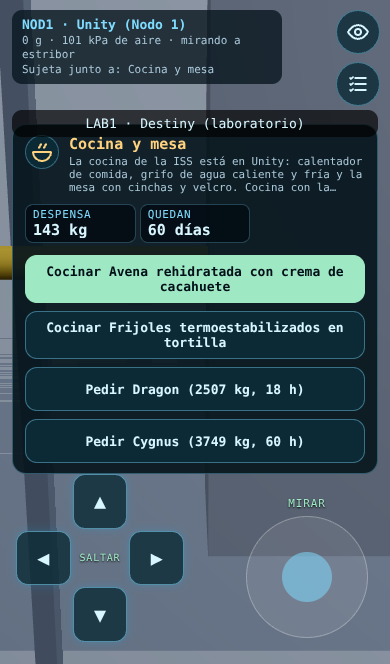 NOD1 · Unity (Nodo 1)
0 g · 101 kPa de aire · mirando a
estribor
Sujeta junto a: Cocina y mesa
LAB1 · Destiny (laboratorio)
Cocina y mesa
La cocina de la ISS está en Unity: calentador
de comida, grifo de agua caliente y fría y la
mesa con cinchas y velcro. Cocina con la…
DESPENSA
143 kg
QUEDAN
60 días
Cocinar Avena rehidratada con crema de
cacahuete
Cocinar Frijoles termoestabilizados en
tortilla
Pedir Dragon (2507 kg, 18 h)
Pedir Cygnus (3749 kg, 60 h)
MIRAR
SALTAR